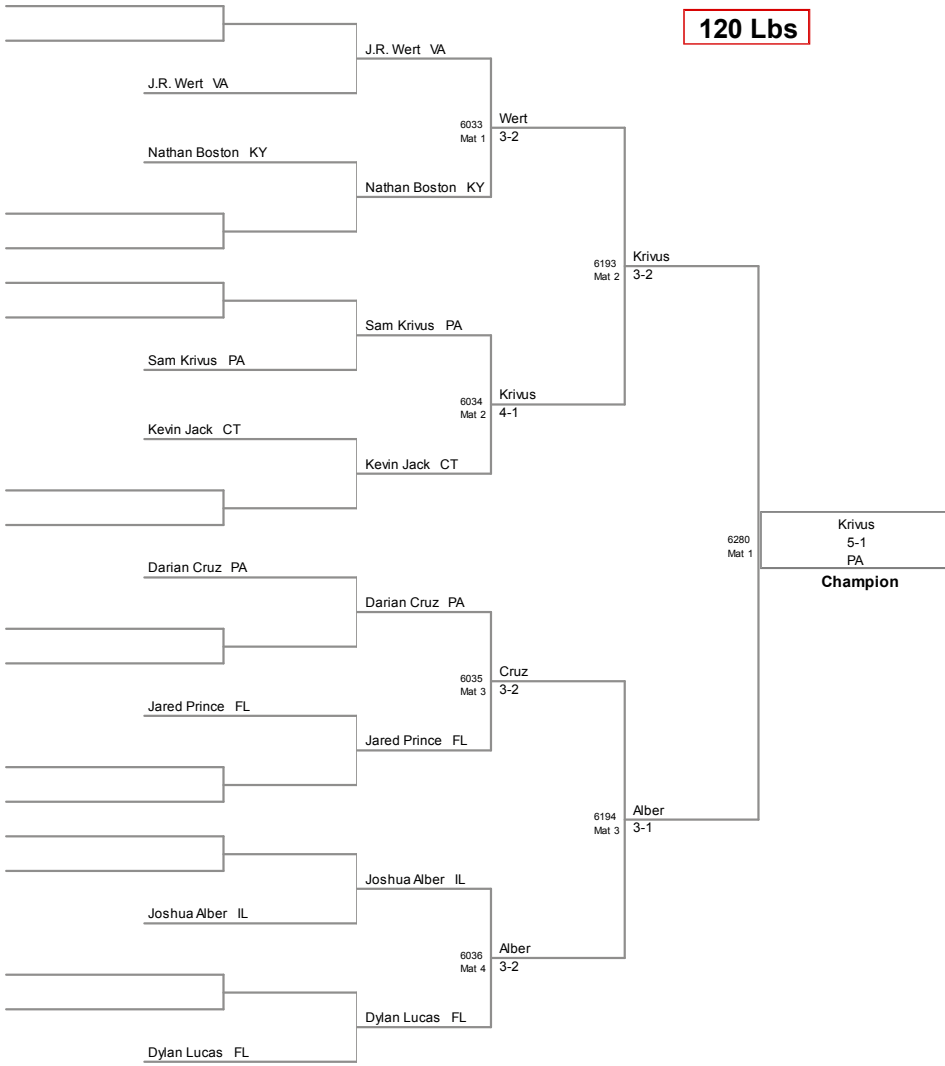 120 Lbs
J.R. Wert VA
J.R. Wert VA
6033
Mat 1
Wert
3-2
Nathan Boston KY
Nathan Boston KY
6193
Mat 2
Krivus
3-2
Sam Krivus PA
Sam Krivus PA
6034
Mat 2
Krivus
4-1
Kevin Jack CT
Kevin Jack CT
6280
Mat 1
Krivus
5-1
PA
Champion
Darian Cruz PA
Darian Cruz PA
6035
Mat 3
Cruz
3-2
Jared Prince FL
Jared Prince FL
6194
Mat 3
Alber
3-1
Joshua Alber IL
Joshua Alber IL
6036
Mat 4
Alber
3-2
Dylan Lucas FL
Dylan Lucas FL